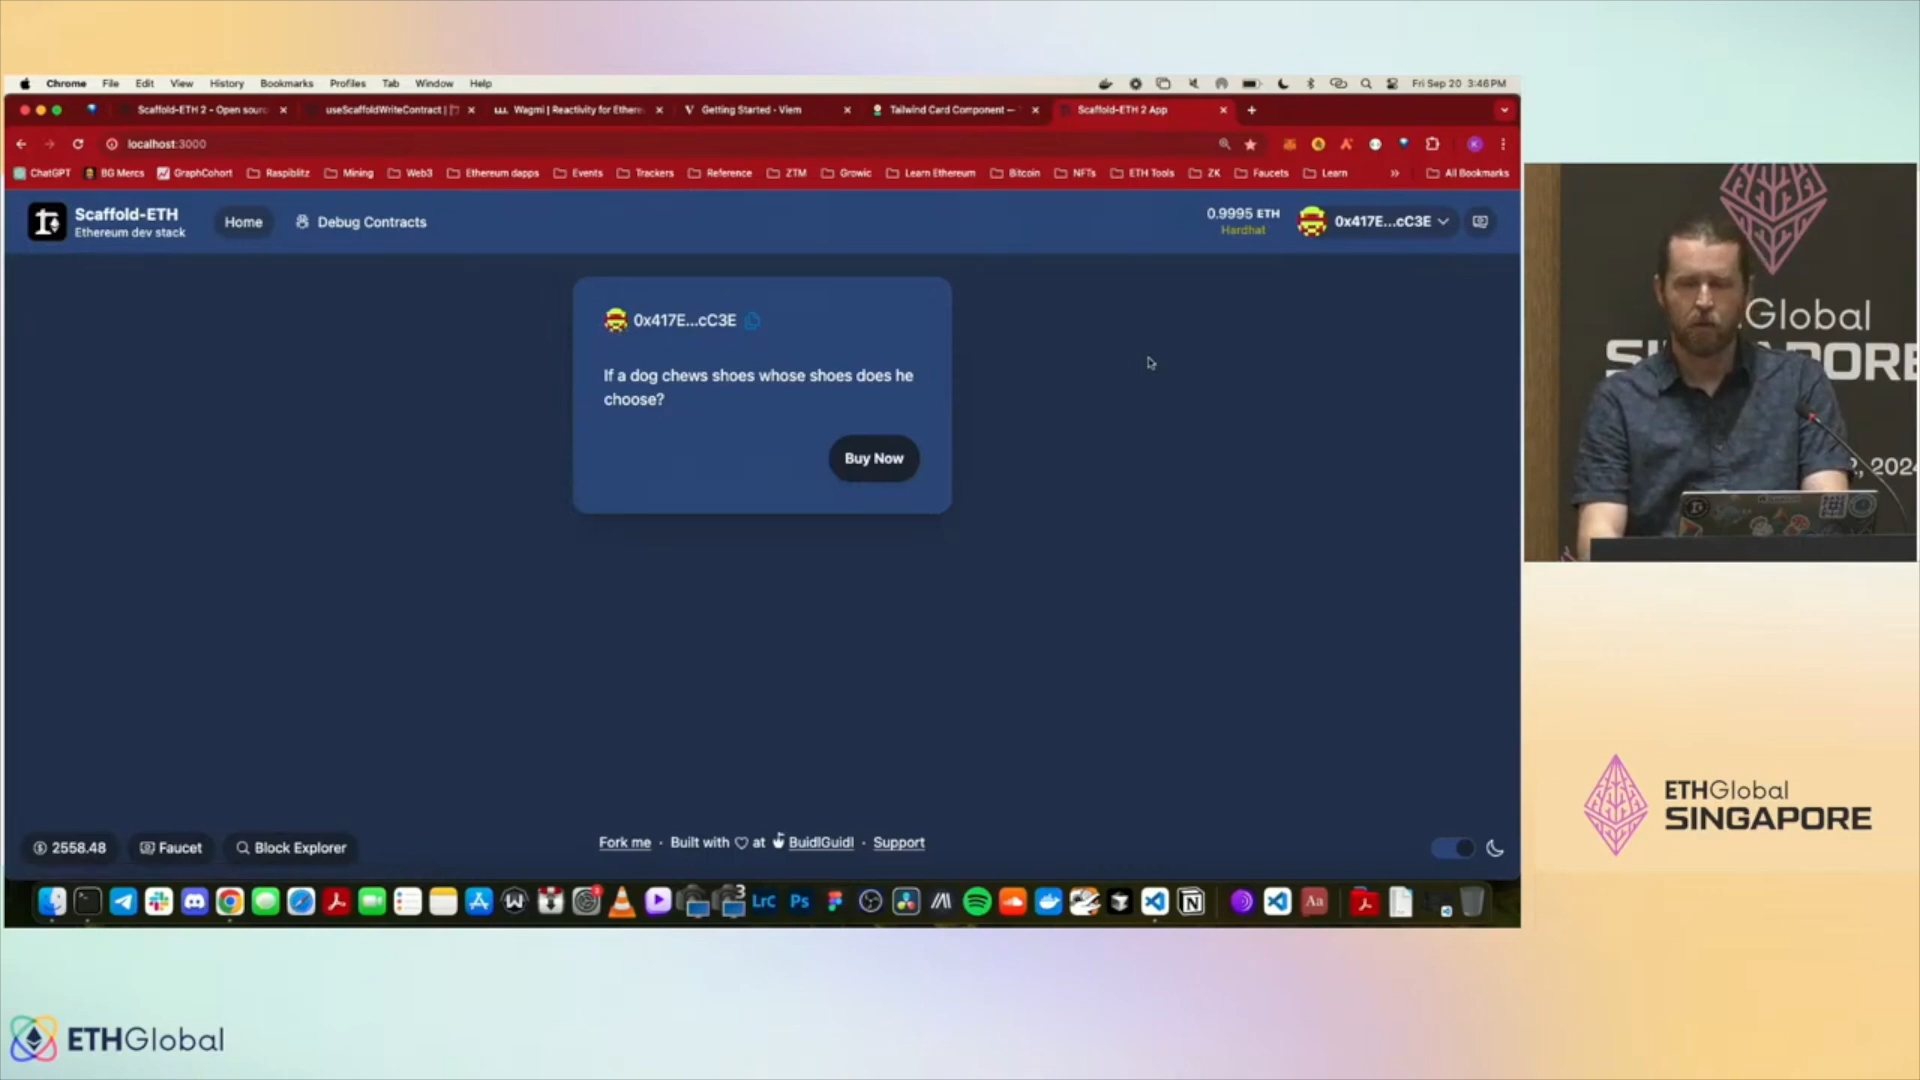 Chrome File Edit View History Bookmarks Profiles Tab Window Help
Fri Sep 20 3:46 PM
Scaffold-ETH 2 - Open sourc
useScaffoldWriteContract |
Wagmi | Reactivity for Ethere
Getting Started - Viem
Tailwind Card Component —
Scaffold-ETH 2 App
localhost:3000
ChatGPT BG Mercs GraphCohort Raspiblitz Mining Web3 Ethereum dapps Events Trackers Reference ZTM Growic Learn Ethereum Bitcoin NFTs ETH Tools ZK Faucets Learn » All Bookmarks
Scaffold-ETH
Ethereum dev stack
Home
Debug Contracts
0.9995 ETH
Hardhat
0x417E...cC3E
0x417E...cC3E
If a dog chews shoes whose shoes does he
choose?
Buy Now
2558.48
Faucet
Block Explorer
Fork me · Built with ♡ at BuidlGuidl · Support
3
LrC Ps
Aa
Global
ORE
, 2024
ETHGlobal
SINGAPORE
ETHGlobal